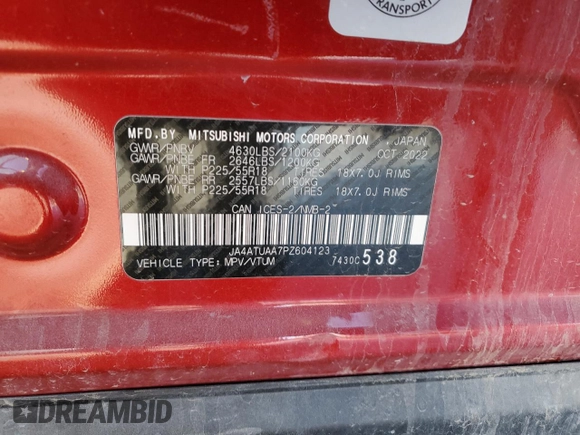 TRANSPORT
MFD.BY MITSUBISHI MOTORS CORPORATION , JAPAN
GWVR/PNBV 4630LBS/2100KG OCT 2022
GAWR/PNBE FR 2646LBS/1200KG
WITH P225/55R18 TIRES 18X7.0J RIMS
GAWR/PNBE RR 2557LBS/1160KG
WITH P225/55R18 TIRES 18X7.0J RIMS
CAN ICES-2/NMB-2
JA4ATUAA7PZ604123
VEHICLE TYPE: MPV/V.TUM 7430C 538
DREAMBID